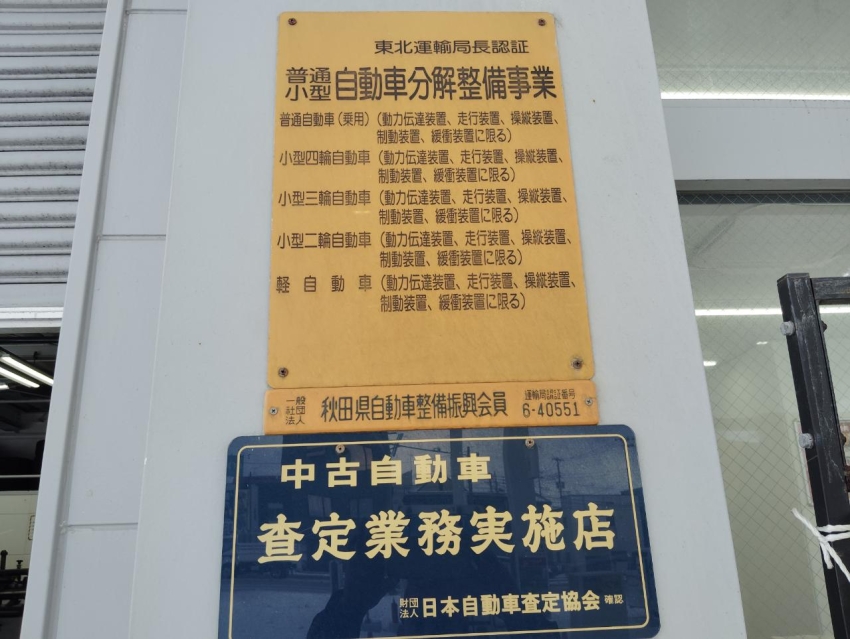 東北運輸局長認証
普通小型自動車分解整備事業
普通自動車(乗用)(動力伝達装置、走行装置、操縦装置、
制動装置、緩衝装置に限る)
小型四輪自動車(動力伝達装置、走行装置、操縦装置、
制動装置、緩衝装置に限る)
小型三輪自動車(動力伝達装置、走行装置、操縦装置、
制動装置、緩衝装置に限る)
小型二輪自動車(動力伝達装置、走行装置、操縦装置、
制動装置、緩衝装置に限る)
軽自動車(動力伝達装置、走行装置、操縦装置、
制動装置、緩衝装置に限る)
一般社団法人 秋田県自動車整備振興会員 運輸局認証番号 6-40551
中古自動車
査定業務実施店
財団法人 日本自動車査定協会 確認